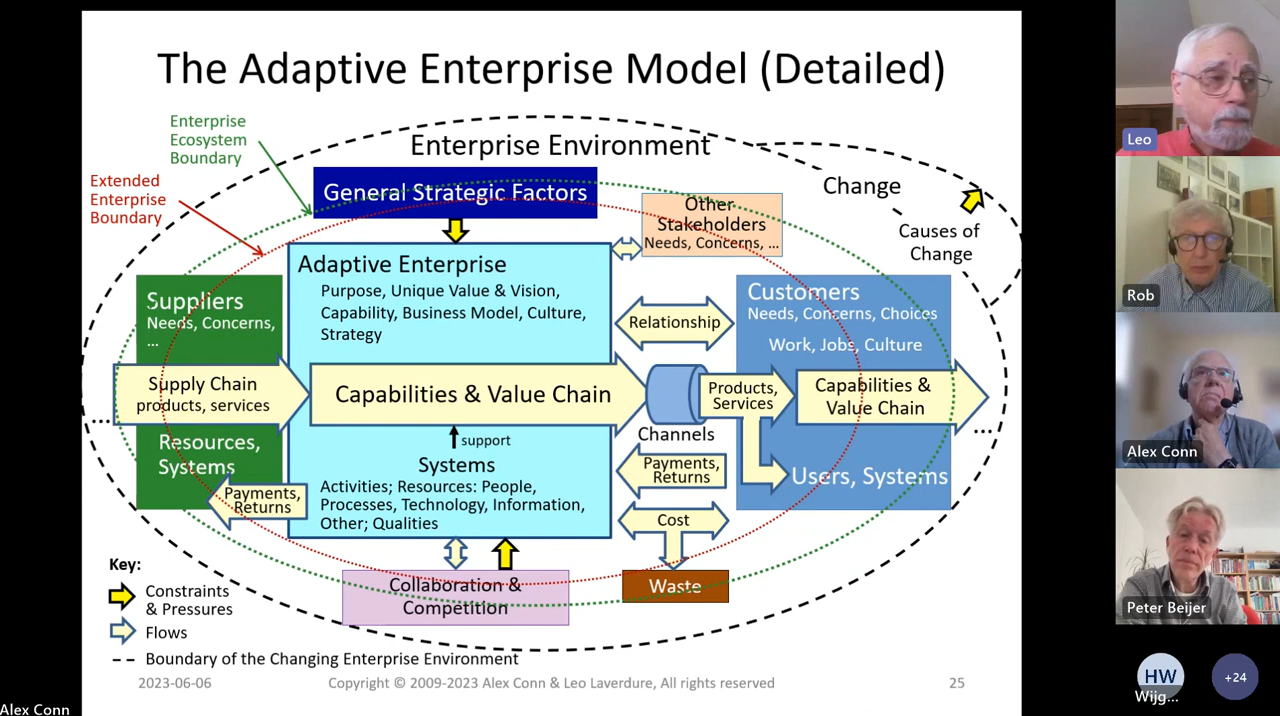 The Adaptive Enterprise Model (Detailed)
Enterprise
Ecosystem
Boundary
Enterprise Environment
Extended
Enterprise
Boundary
General Strategic Factors
Other
Stakeholders
Needs, Concerns, ...
Change
Causes of
Change
Adaptive Enterprise
Purpose, Unique Value & Vision,
Capability, Business Model, Culture,
Strategy
Suppliers
Needs, Concerns,
...
Relationship
Customers
Needs, Concerns, Choices
Work, Jobs, Culture
Supply Chain
products, services
Capabilities & Value Chain
Products,
Services
Capabilities &
Value Chain
...
...
Channels
Resources,
Systems
support
Systems
Activities; Resources: People,
Processes, Technology, Information,
Other; Qualities
Payments,
Returns
Payments,
Returns
Users, Systems
Cost
Waste
Collaboration &
Competition
Key:
Constraints
& Pressures
Flows
Boundary of the Changing Enterprise Environment
2023-06-06
Copyright © 2009-2023 Alex Conn & Leo Laverdure, All rights reserved
25
Alex Conn
Leo
Rob
Alex Conn
Peter Beijer
HW
Wijg...
+24